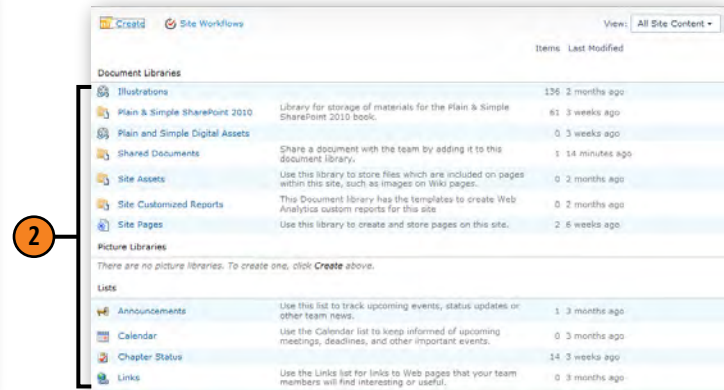 Create Site Workflows View: All Site Content
Items Last Modified
Document Libraries
Illustrations 136 2 months ago
Plain & Simple SharePoint 2010 Library for storage of materials for the Plain & Simple SharePoint 2010 book. 61 3 weeks ago
Plain and Simple Digital Assets 0 3 weeks ago
Shared Documents Share a document with the team by adding it to this document library. 1 14 minutes ago
Site Assets Use this library to store files which are included on pages within this site, such as images on Wiki pages. 0 2 months ago
Site Customized Reports This Document library has the templates to create Web Analytics custom reports for this site 0 2 months ago
Site Pages Use this library to create and store pages on this site. 2 6 weeks ago
2
Picture Libraries
There are no picture libraries. To create one, click Create above.
Lists
Announcements Use this list to track upcoming events, status updates or other team news. 1 3 months ago
Calendar Use the Calendar list to keep informed of upcoming meetings, deadlines, and other important events. 0 3 months ago
Chapter Status 14 3 weeks ago
Links Use the Links list for links to Web pages that your team members will find interesting or useful. 0 3 months ago